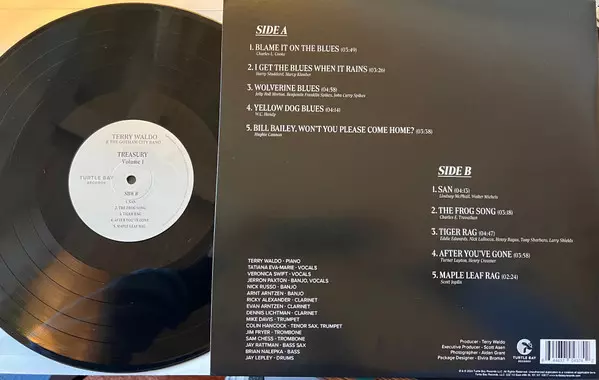 TERRY WALDO
& THE GOTHAM CITY BAND
TREASURY
Volume 1
TURTLE BAY
RECORDS
SIDE B
1. SAN
2. THE FROG SONG
3. TIGER RAG
4. AFTER YOU'VE GONE
5. MAPLE LEAF RAG
SIDE A
1. BLAME IT ON THE BLUES (03:49)
Charles L. Cooke
2. I GET THE BLUES WHEN IT RAINS (03:26)
Harry Stoddard, Marcy Klauber
3. WOLVERINE BLUES (04:58)
Jelly Roll Morton, Benjamin Franklin Spikes, John Curry Spikes
4. YELLOW DOG BLUES (04:14)
W.C. Handy
5. BILL BAILEY, WON'T YOU PLEASE COME HOME? (03:38)
Hughie Cannon
SIDE B
1. SAN (04:13)
Lindsay McPhail, Walter Michels
2. THE FROG SONG (03:18)
Charles E. Trevathan
3. TIGER RAG (04:47)
Eddie Edwards, Nick LaRocca, Henry Ragas, Tony Sbarbaro, Larry Shields
4. AFTER YOU'VE GONE (03:58)
Turner Layton, Henry Creamer
5. MAPLE LEAF RAG (02:24)
Scott Joplin
TERRY WALDO - PIANO
TATIANA EVA-MARIE - VOCALS
VERONICA SWIFT - VOCALS
JERRON PAXTON - BANJO, VOCALS
NICK RUSSO - BANJO
ARNT ARNTZEN - BANJO
RICKY ALEXANDER - CLARINET
EVAN ARNTZEN - CLARINET
DENNIS LICHTMAN - CLARINET
MIKE DAVIS - TRUMPET
COLIN HANCOCK - TENOR SAX, TRUMPET
JIM FRYER - TROMBONE
SAM CHESS - TROMBONE
JAY RATTMAN - BASS SAX
BRIAN NALEPKA - BASS
JAY LEPLEY - DRUMS
Producer - Terry Waldo
Executive Producer - Scott Asen
Photographer - Aidan Grant
Package Designer - Elvira Broman
TURTLE BAY
RECORDS